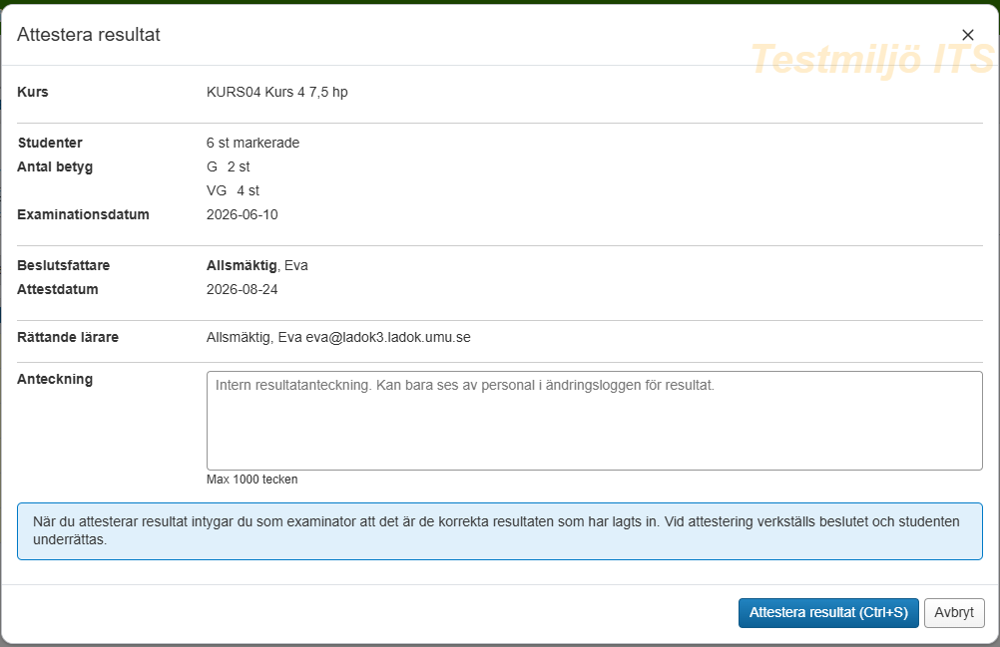 Attestera resultat
Testmiljö ITS
Kurs KURS04 Kurs 4 7,5 hp
Studenter 6 st markerade
Antal betyg G 2 st
VG 4 st
Examinationsdatum 2026-06-10
Beslutsfattare Allsmäktig, Eva
Attestdatum 2026-08-24
Rättande lärare Allsmäktig, Eva eva@ladok3.ladok.umu.se
Anteckning Intern resultatanteckning. Kan bara ses av personal i ändringsloggen för resultat.
Max 1000 tecken
När du attesterar resultat intygar du som examinator att det är de korrekta resultaten som har lagts in. Vid attestering verkställs beslutet och studenten
underrättas.
Attestera resultat (Ctrl+S) Avbryt